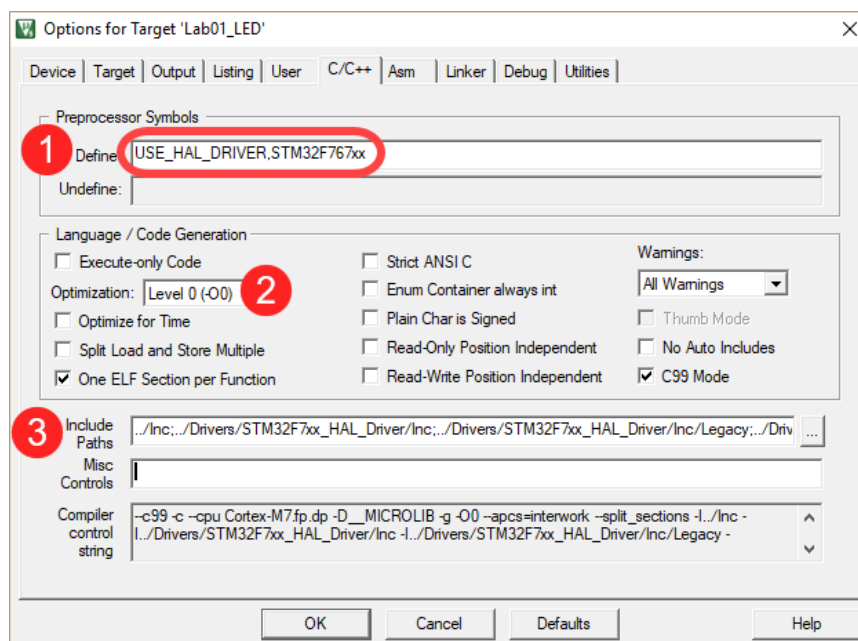 Options for Target 'Lab01_LED'
Device Target Output Listing User C/C++ Asm Linker Debug Utilities
Preprocessor Symbols
1 Define: USE_HAL_DRIVER,STM32F767xx
Undefine:
Language / Code Generation
Execute-only Code
Optimization: Level 0 (-O0) 2
Optimize for Time
Split Load and Store Multiple
One ELF Section per Function
Strict ANSI C
Enum Container always int
Plain Char is Signed
Read-Only Position Independent
Read-Write Position Independent
Warnings:
All Warnings
Thumb Mode
No Auto Includes
C99 Mode
3 Include Paths ../Inc;../Drivers/STM32F7xx_HAL_Driver/Inc;../Drivers/STM32F7xx_HAL_Driver/Inc/Legacy;../Driv ...
Misc Controls
Compiler control string
--c99 -c --cpu Cortex-M7.fp.dp -D__MICROLIB -g -O0 --apcs=interwork --split_sections -I../Inc -
I../Drivers/STM32F7xx_HAL_Driver/Inc -I../Drivers/STM32F7xx_HAL_Driver/Inc/Legacy -
OK Cancel Defaults Help